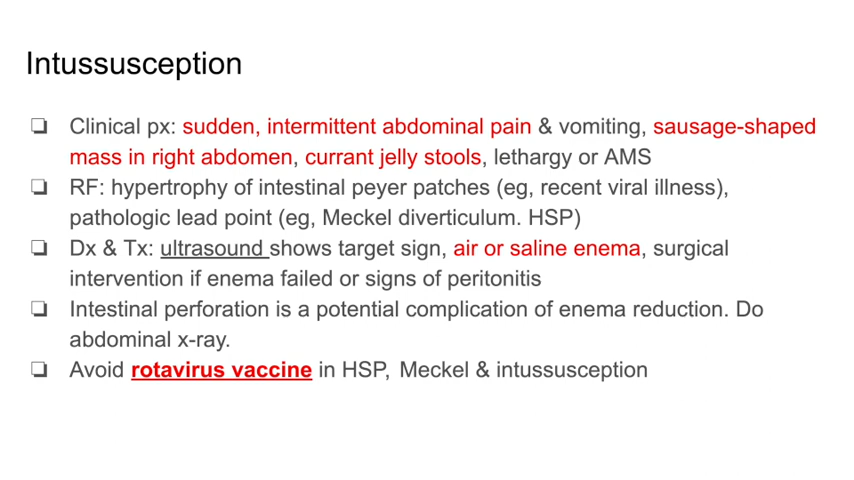 Intussusception
❏ Clinical px: sudden, intermittent abdominal pain & vomiting, sausage-shaped
mass in right abdomen, currant jelly stools, lethargy or AMS
❏ RF: hypertrophy of intestinal peyer patches (eg, recent viral illness),
pathologic lead point (eg, Meckel diverticulum. HSP)
❏ Dx & Tx: ultrasound shows target sign, air or saline enema, surgical
intervention if enema failed or signs of peritonitis
❏ Intestinal perforation is a potential complication of enema reduction. Do
abdominal x-ray.
❏ Avoid rotavirus vaccine in HSP, Meckel & intussusception